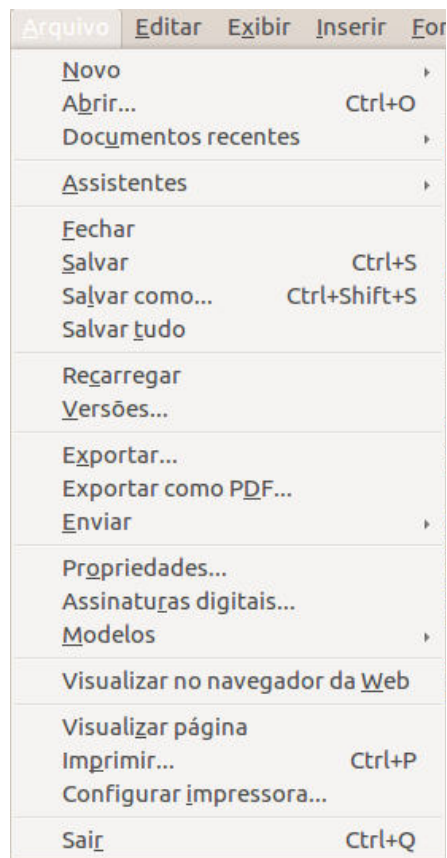 Arquivo Editar Exibir Inserir For
Novo
Abrir... Ctrl+O
Documentos recentes
Assistentes
Fechar
Salvar Ctrl+S
Salvar como... Ctrl+Shift+S
Salvar tudo
Recarregar
Versões...
Exportar...
Exportar como PDF...
Enviar
Propriedades...
Assinaturas digitais...
Modelos
Visualizar no navegador da Web
Visualizar página
Imprimir... Ctrl+P
Configurar impressora...
Sair Ctrl+Q